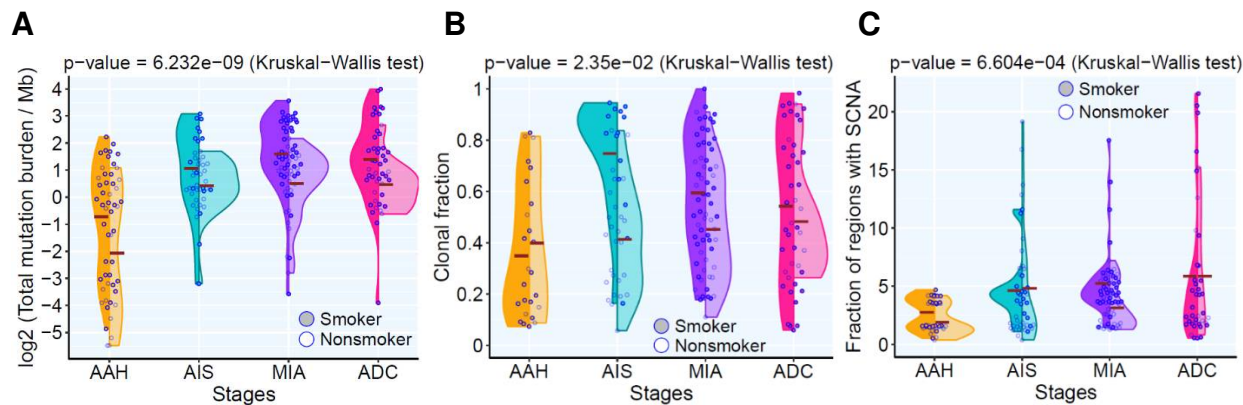 A
p-value = 6.232e−09 (Kruskal−Wallis test)
log2 (Total mutation burden / Mb)
4
3
2
1
0
−1
−2
−3
−4
−5
Smoker
Nonsmoker
AAH AIS MIA ADC
Stages
B
p-value = 2.35e−02 (Kruskal−Wallis test)
Clonal fraction
1
0.8
0.6
0.4
0.2
0
Smoker
Nonsmoker
AAH AIS MIA ADC
Stages
C
p-value = 6.604e−04 (Kruskal−Wallis test)
Fraction of regions with SCNA
Smoker
Nonsmoker
20
15
10
5
0
AAH AIS MIA ADC
Stages